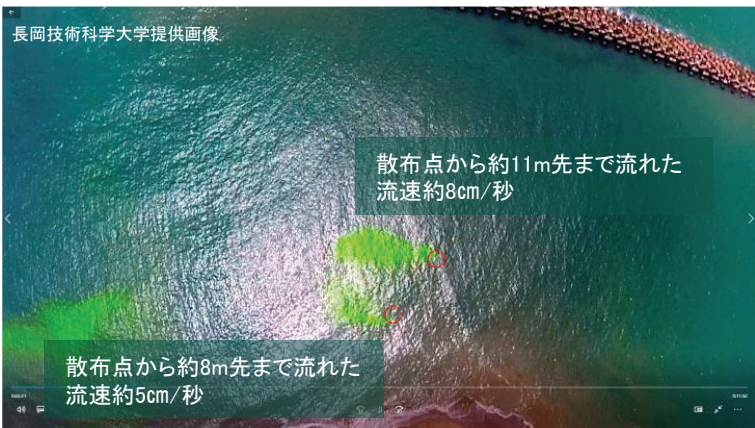 長岡技術科学大学提供画像
散布点から約11m先まで流れた
流速約8cm/秒
散布点から約8m先まで流れた
流速約5cm/秒